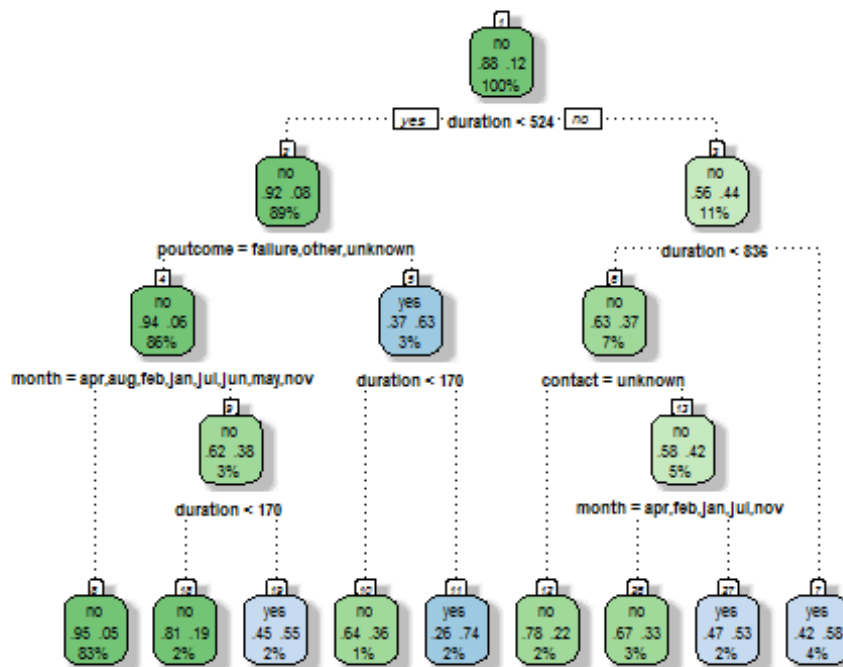 1
no
.88 .12
100%
yes duration < 524 no
2
no
.92 .08
89%
3
no
.56 .44
11%
poutcome = failure,other,unknown
duration < 836
4
no
.94 .06
86%
5
yes
.37 .63
3%
6
no
.63 .37
7%
month = apr,aug,feb,jan,jul,jun,may,nov
duration < 170
contact = unknown
9
no
.62 .38
3%
13
no
.58 .42
5%
duration < 170
month = apr,feb,jan,jul,nov
8
no
.95 .05
83%
18
no
.81 .19
2%
19
yes
.45 .55
2%
10
no
.64 .36
1%
11
yes
.26 .74
2%
12
no
.78 .22
2%
26
no
.67 .33
3%
27
yes
.47 .53
2%
7
yes
.42 .58
4%